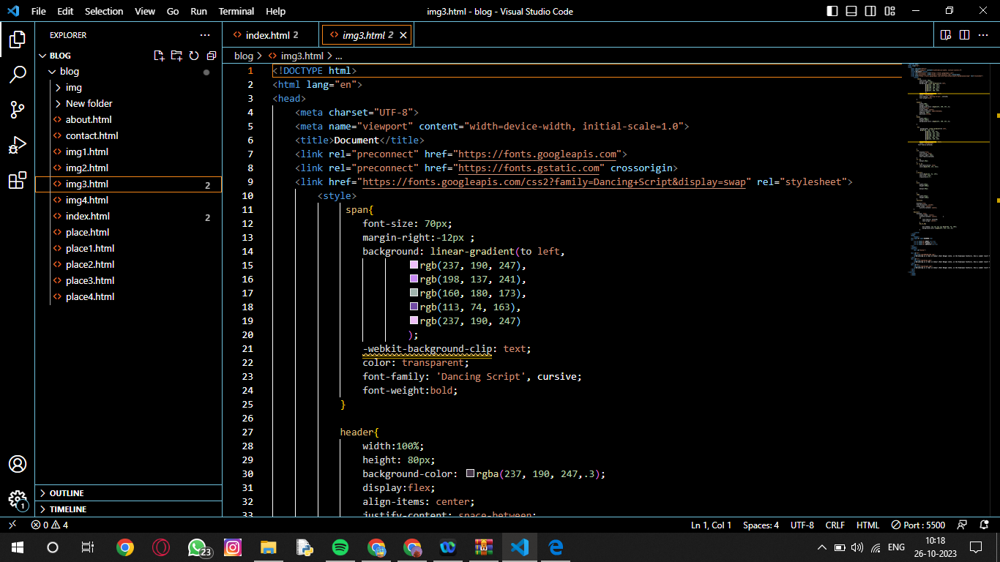 File Edit Selection View Go Run Terminal Help
img3.html - blog - Visual Studio Code
EXPLORER
BLOG
blog
img
New folder
about.html
contact.html
img1.html
img2.html
img3.html 2
img4.html
index.html 2
place.html
place1.html
place2.html
place3.html
place4.html
OUTLINE
TIMELINE
index.html 2
img3.html 2
blog > img3.html > ...
1 <!DOCTYPE html>
2 <html lang="en">
3 <head>
4 <meta charset="UTF-8">
5 <meta name="viewport" content="width=device-width, initial-scale=1.0">
6 <title>Document</title>
7 <link rel="preconnect" href="https://fonts.googleapis.com">
8 <link rel="preconnect" href="https://fonts.gstatic.com" crossorigin>
9 <link href="https://fonts.googleapis.com/css2?family=Dancing+Script&display=swap" rel="stylesheet">
10 <style>
11 span{
12 font-size: 70px;
13 margin-right:-12px ;
14 background: linear-gradient(to left,
15 rgb(237, 190, 247),
16 rgb(198, 137, 241),
17 rgb(160, 180, 173),
18 rgb(113, 74, 163),
19 rgb(237, 190, 247)
20 );
21 -webkit-background-clip: text;
22 color: transparent;
23 font-family: 'Dancing Script', cursive;
24 font-weight:bold;
25 }
26
27 header{
28 width:100%;
29 height: 80px;
30 background-color: rgba(237, 190, 247,.3);
31 display:flex;
32 align-items: center;
33 justify-content: space-between;
1
0 4
Ln 1, Col 1 Spaces: 4 UTF-8 CRLF HTML Port : 5500
23
ENG
10:18
26-10-2023